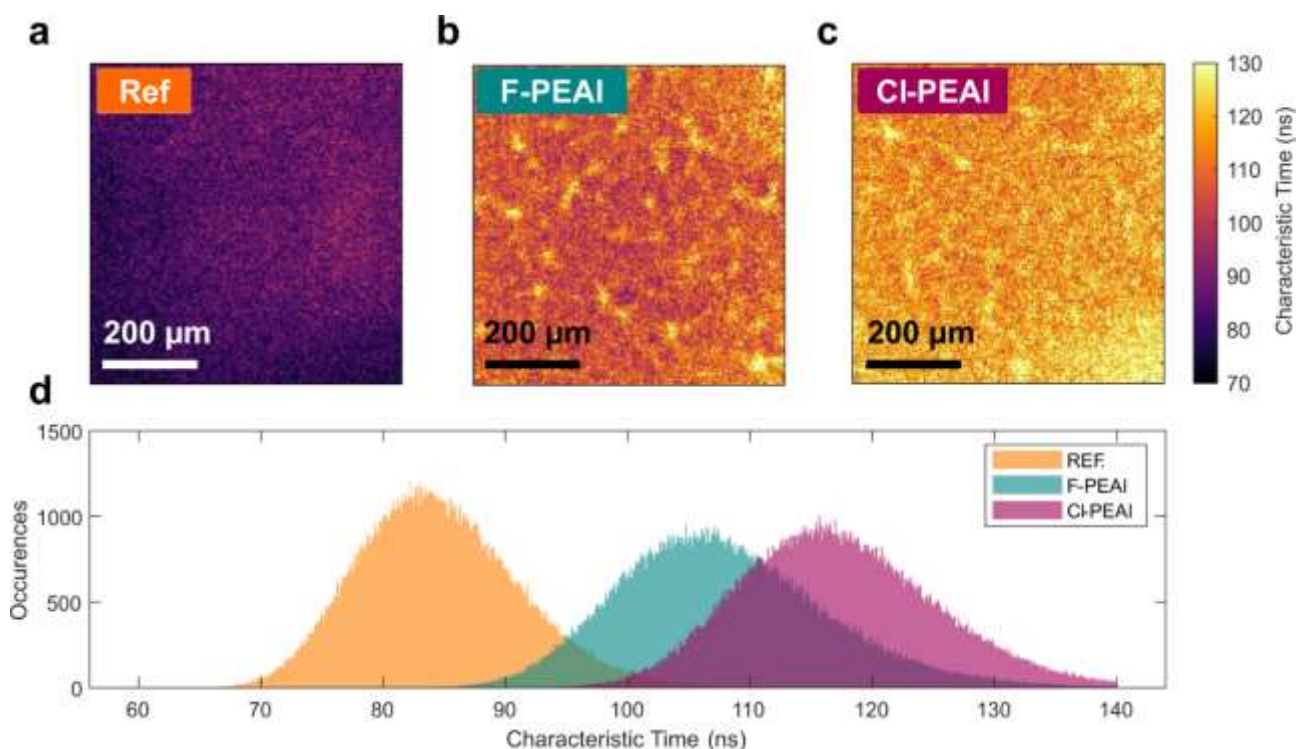 a
Ref
200 µm
b
F-PEAI
200 µm
c
Cl-PEAI
200 µm
130
120
110
100
90
80
70
Characteristic Time (ns)
d
1500
1000
500
0
Occurences
60 70 80 90 100 110 120 130 140
Characteristic Time (ns)
REF.
F-PEAI
Cl-PEAI